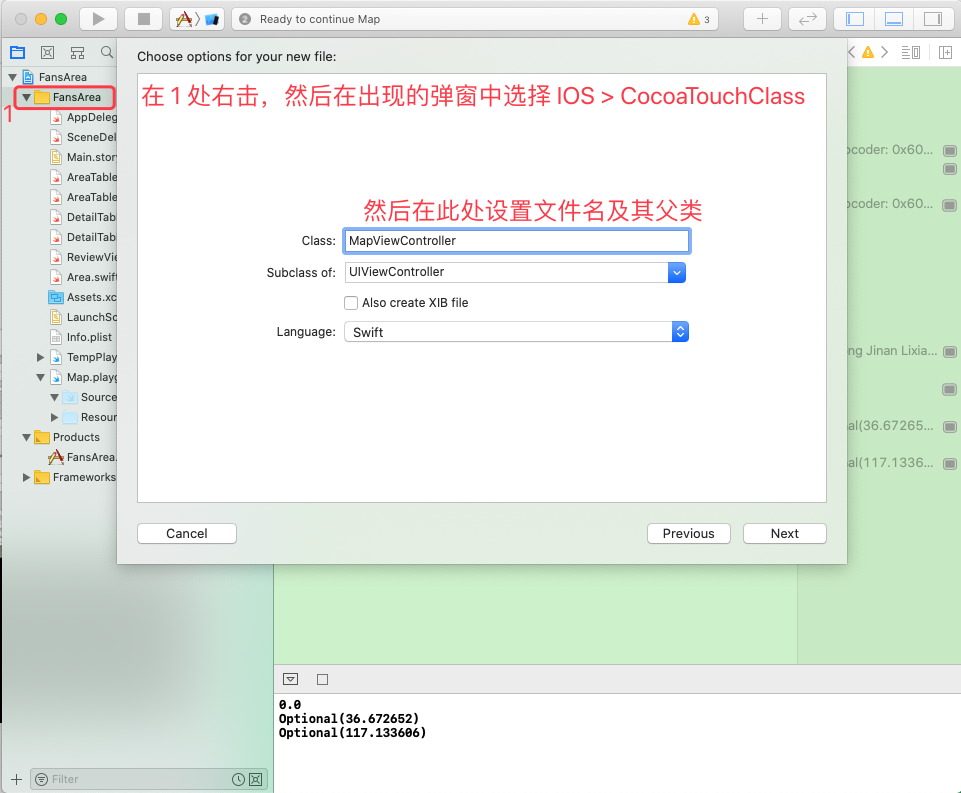 Ready to continue Map
3
FansArea
FansArea
1
AppDeleg
SceneDel
Main.stor
AreaTable
AreaTable
DetailTab
DetailTab
ReviewVie
Area.swift
Assets.xc
LaunchSc
Info.plist
TempPlay
Map.playg
Source
Resour
Products
FansArea.
Frameworks
Filter
Choose options for your new file:
在 1 处右击，然后在出现的弹窗中选择 IOS > CocoaTouchClass
然后在此处设置文件名及其父类
Class: MapViewController
Subclass of: UIViewController
Also create XIB file
Language: Swift
Cancel
Previous
Next
ocoder: 0x60...
ocoder: 0x60...
ng Jinan Lixia...
al(36.67265...
al(117.1336...
0.0
Optional(36.672652)
Optional(117.133606)